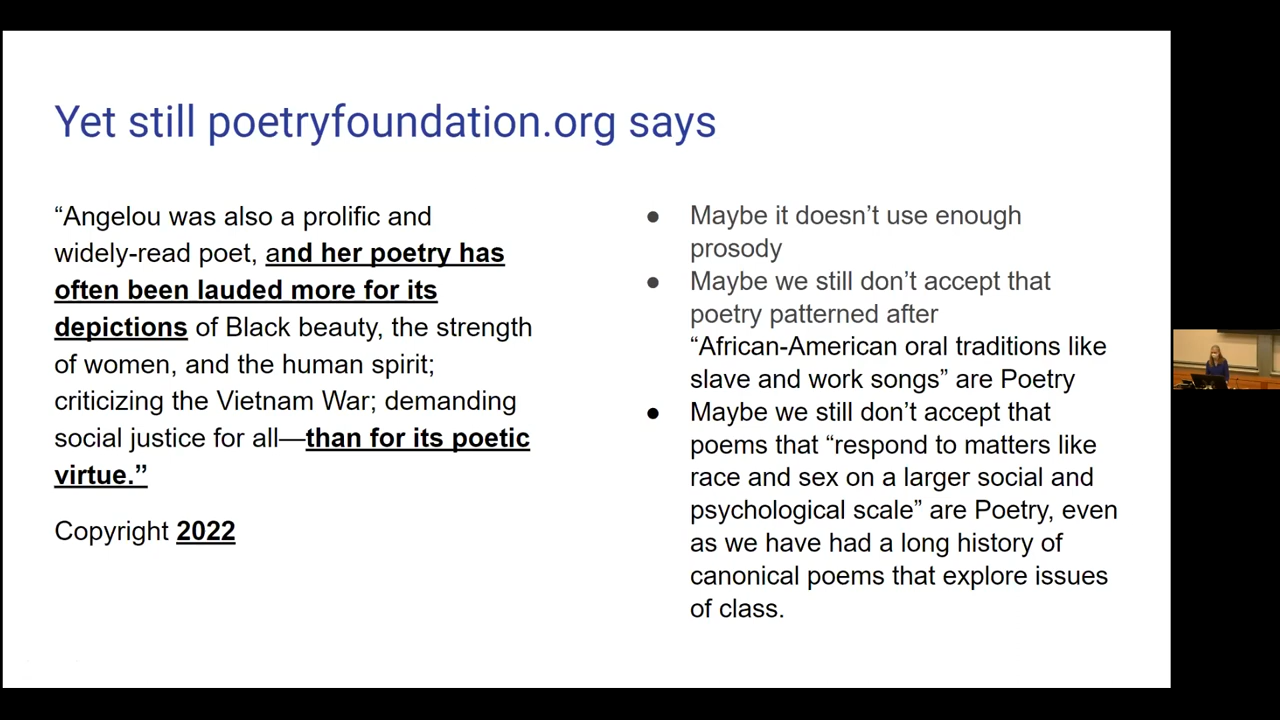 Yet still poetryfoundation.org says
“Angelou was also a prolific and
widely-read poet, and her poetry has
often been lauded more for its
depictions of Black beauty, the strength
of women, and the human spirit;
criticizing the Vietnam War; demanding
social justice for all—than for its poetic
virtue.”
Copyright 2022
● Maybe it doesn’t use enough
prosody
● Maybe we still don’t accept that
poetry patterned after
“African-American oral traditions like
slave and work songs” are Poetry
● Maybe we still don’t accept that
poems that “respond to matters like
race and sex on a larger social and
psychological scale” are Poetry, even
as we have had a long history of
canonical poems that explore issues
of class.